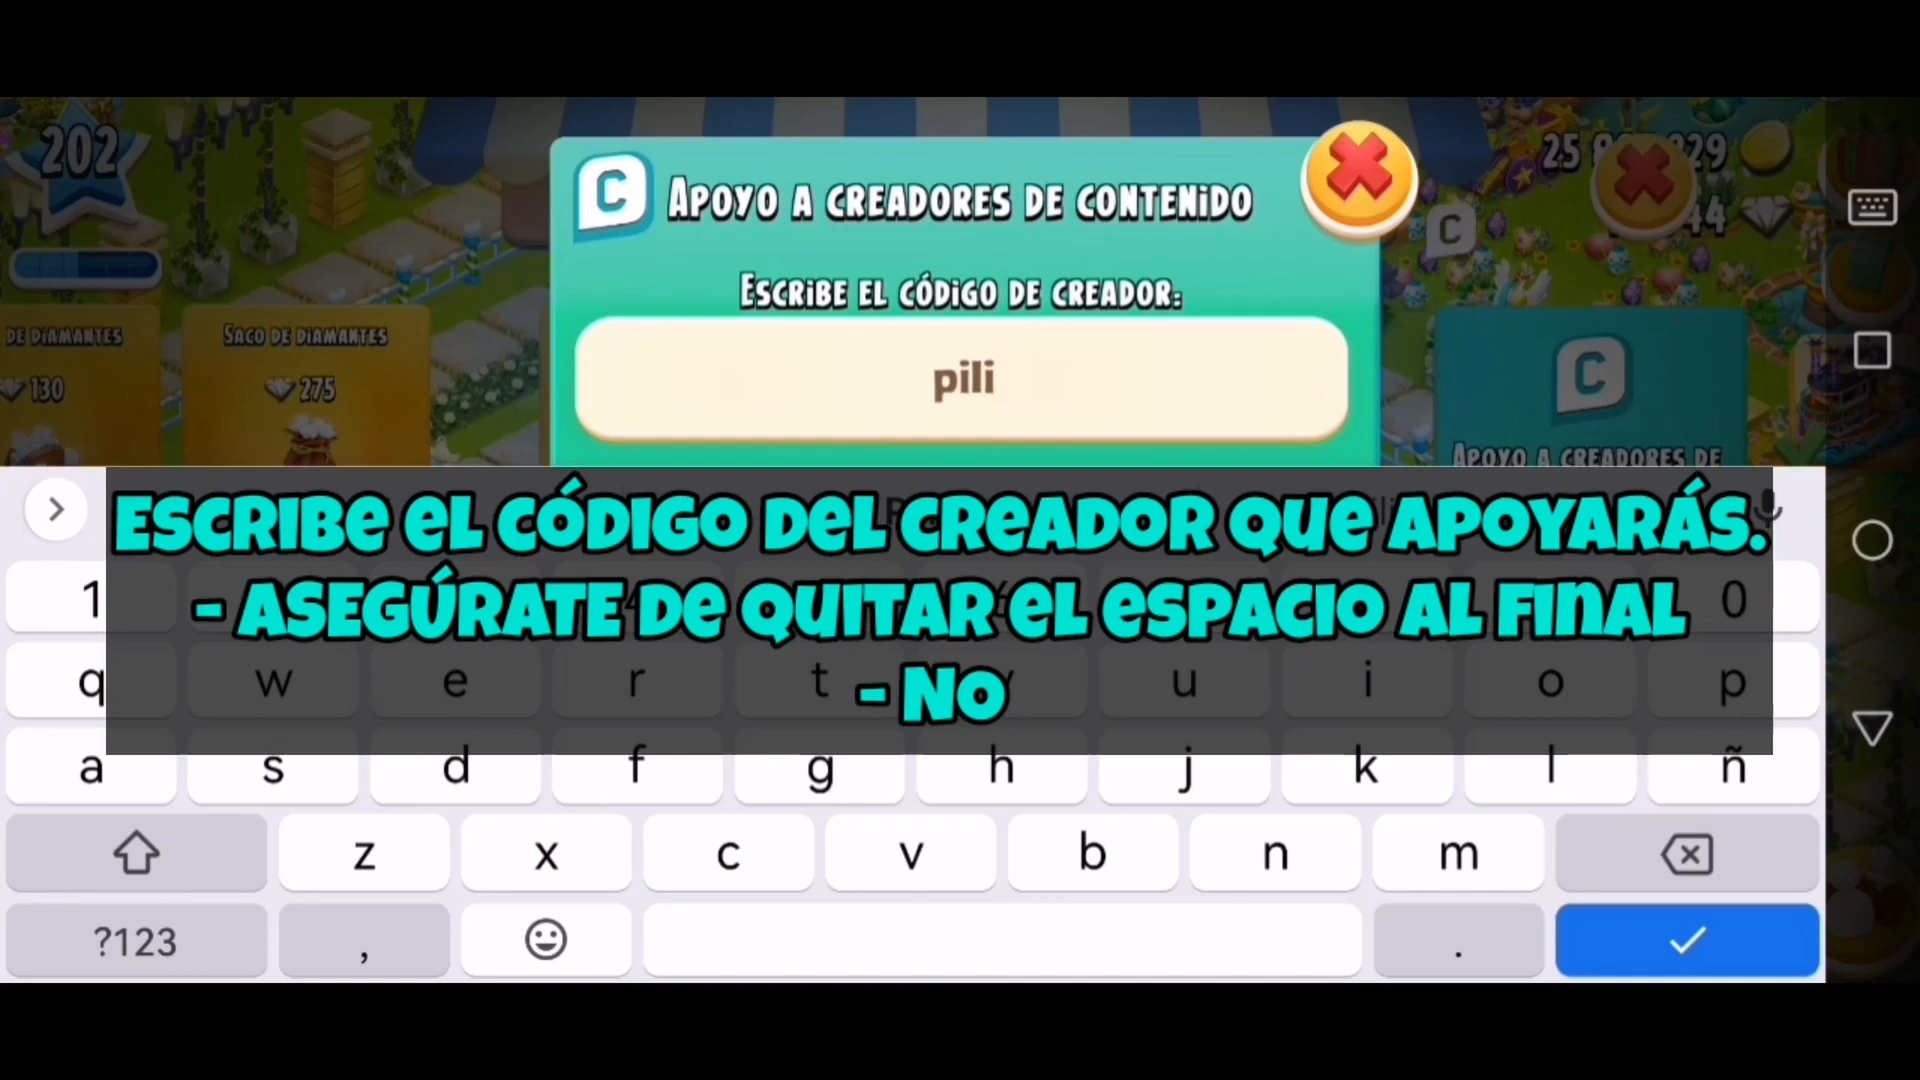 202
C
APOYO A CREADORES DE CONTENIDO
ESCRIBE EL CÓDIGO DE CREADOR:
pili
C
DE DIAMANTES
130
SACO DE DIAMANTES
275
C
APOYO A CREADORES DE
ESCRIBE EL CÓDIGO DEL CREADOR QUE APOYARÁS.
- ASEGÚRATE DE QUITAR EL ESPACIO AL FINAL
- NO
1 0
q w e r t y u i o p
a s d f g h j k l ñ
z x c v b n m
?123 , .